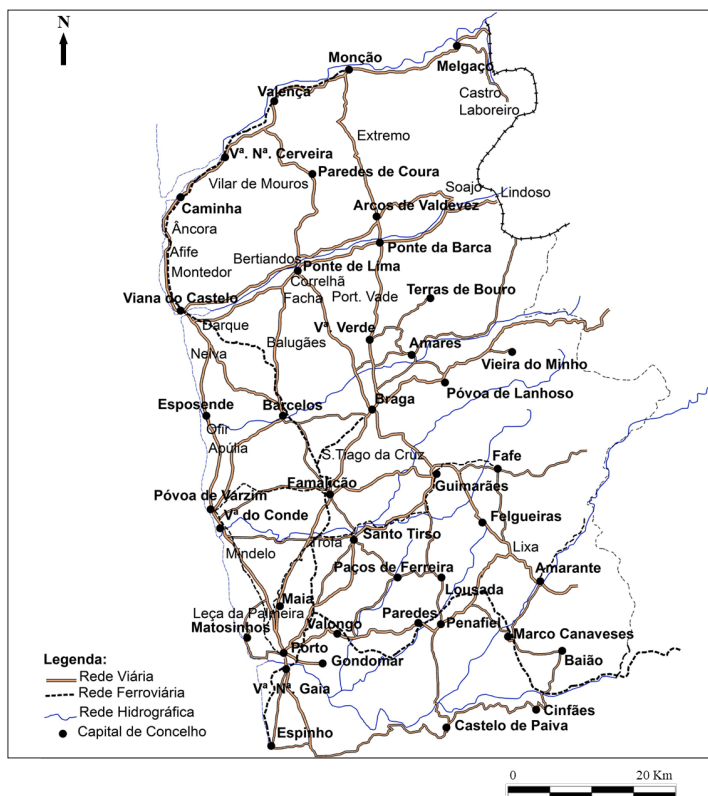 N
Monção
Melgaço
Castro
Laboreiro
Valença
Extremo
Vª. Nª. Cerveira
Paredes de Coura
Vilar de Mouros
Soajo
Lindoso
Caminha
Arcos de Valdevez
Âncora
Afife
Ponte da Barca
Bertiandos
Montedor
Ponte de Lima
Correlhã
Terras de Bouro
Facha
Port. Vade
Viana do Castelo
Darque
Vª. Verde
Balugães
Amares
Neiva
Vieira do Minho
Póvoa de Lanhoso
Braga
Esposende
Barcelos
Ofir
Apúlia
S.Tiago da Cruz
Fafe
Famalicão
Guimarães
Póvoa de Varzim
Vª do Conde
Felgueiras
Santo Tirso
Trofa
Mindelo
Lixa
Paços de Ferreira
Amarante
Lousada
Maia
Leça da Palmeira
Paredes
Valongo
Penafiel
Matosinhos
Marco Canaveses
Porto
Baião
Gondomar
Legenda:
Rede Viária
Vª. Nª. Gaia
Rede Ferroviária
Rede Hidrográfica
Cinfães
Capital de Concelho
Castelo de Paiva
Espinho
0 20 Km